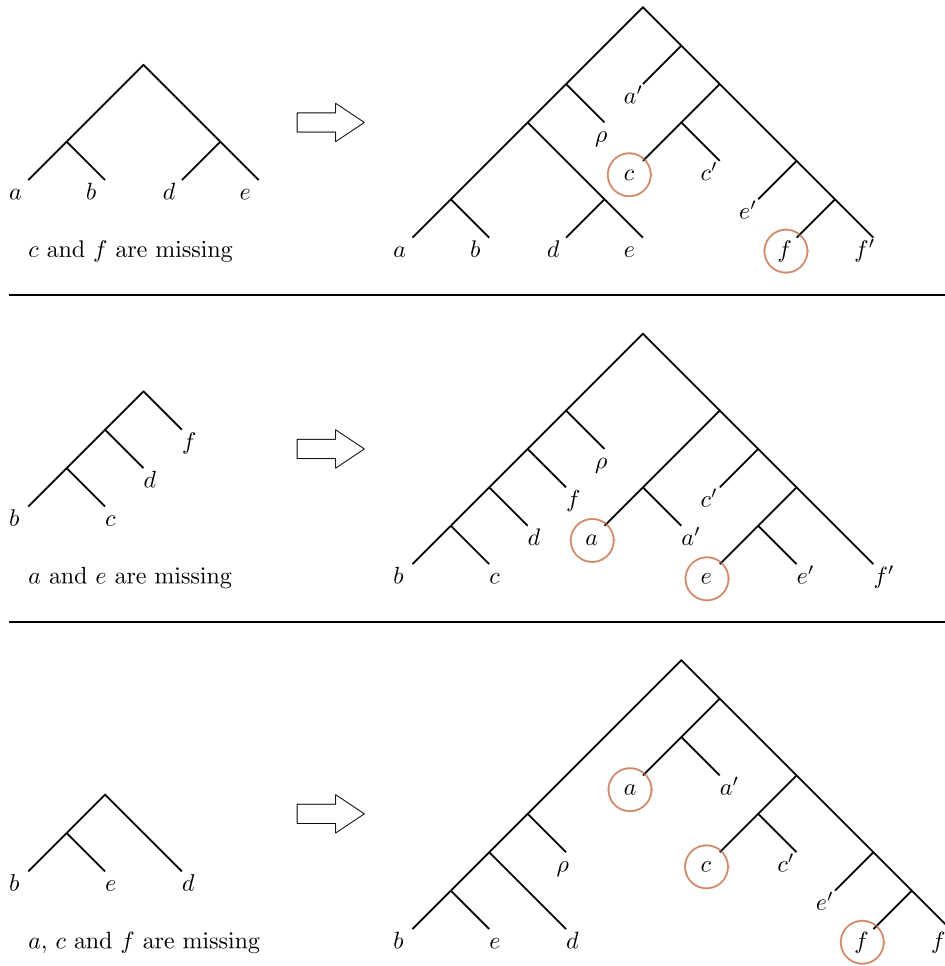 a′
ρ
c
c′
a
b
d
e
e′
a
b
d
e
f
f′
c and f are missing
f
ρ
d
f
c′
b
c
d
a
a′
b
c
e
e′
f′
a and e are missing
a
a′
b
e
d
ρ
c
c′
e′
b
e
d
f
f
a, c and f are missing